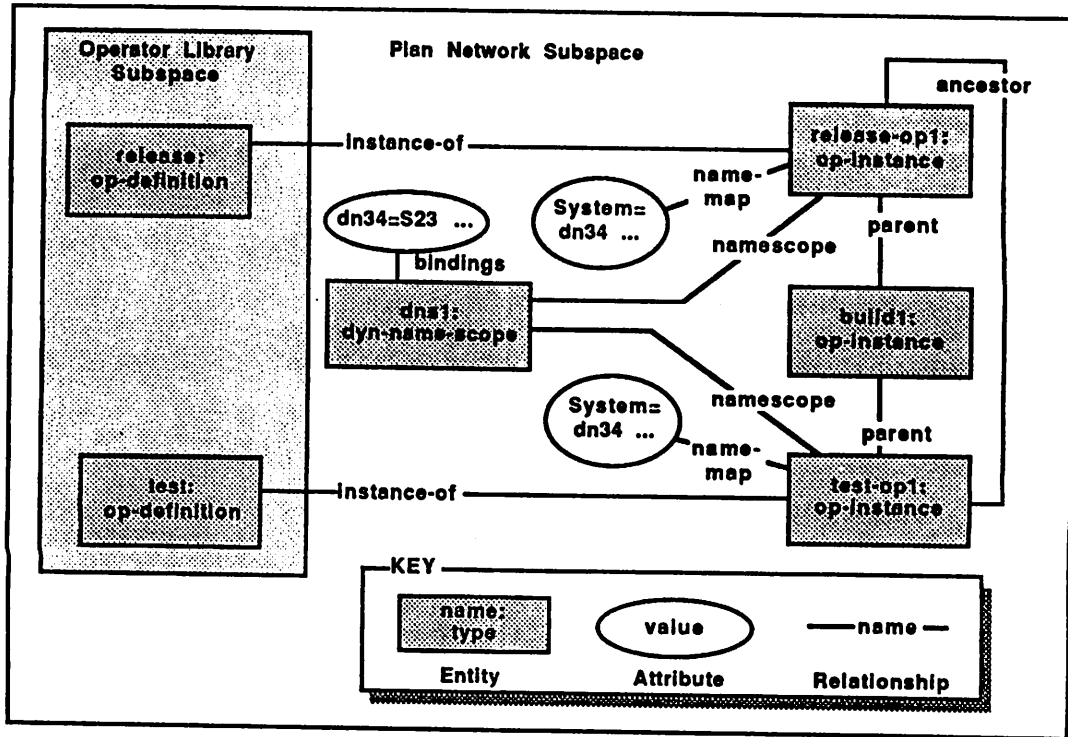 Operator Library
Subspace
Plan Network Subspace
ancestor
release:
op-definition
instance-of
release-op1:
op-instance
name-
map
System=
dn34 ...
dn34=S23 ...
namescope
parent
bindings
dns1:
dyn-name-scope
build1:
op-instance
System=
dn34 ...
namescope
parent
name-
map
test:
op-definition
instance-of
test-op1:
op-instance
KEY
name:
type
value
name
Entity
Attribute
Relationship